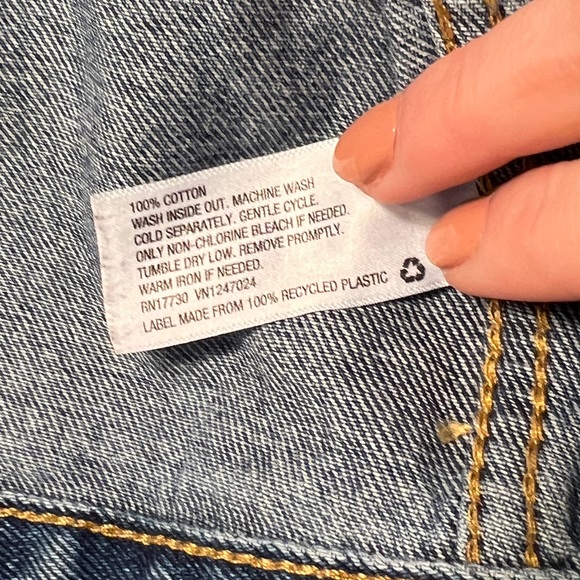 100% COTTON
WASH INSIDE OUT. MACHINE WASH
COLD SEPARATELY. GENTLE CYCLE.
ONLY NON-CHLORINE BLEACH IF NEEDED.
TUMBLE DRY LOW. REMOVE PROMPTLY.
WARM IRON IF NEEDED.
RN17730 VN1247024
LABEL MADE FROM 100% RECYCLED PLASTIC